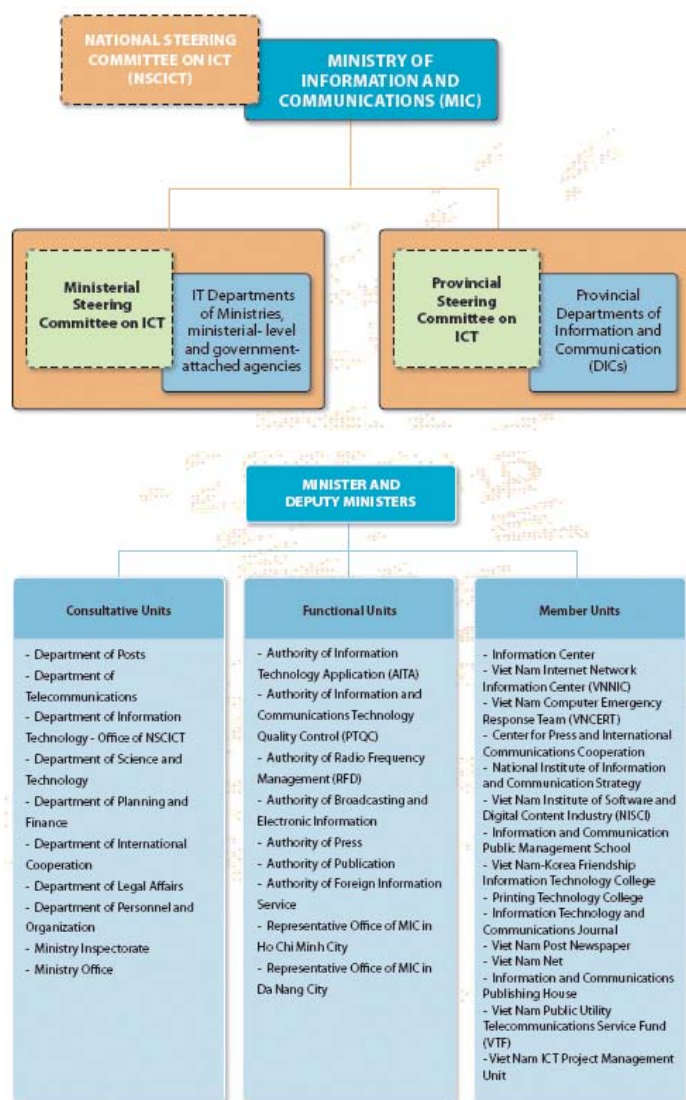 NATIONAL STEERING
COMMITTEE ON ICT
(NSCICT)
MINISTRY OF
INFORMATION AND
COMMUNICATIONS (MIC)
Ministerial
Steering
Committee on ICT
IT Departments
of Ministries,
ministerial- level
and government-
attached agencies
Provincial
Steering
Committee on
ICT
Provincial
Departments of
Information and
Communication
(DICs)
MINISTER AND
DEPUTY MINISTERS
Consultative Units
- Department of Posts
- Department of
Telecommunications
- Department of Information
Technology - Office of NSCICT
- Department of Science and
Technology
- Department of Planning and
Finance
- Department of International
Cooperation
- Department of Legal Affairs
- Department of Personnel and
Organization
- Ministry Inspectorate
- Ministry Office
Functional Units
- Authority of Information
Technology Application (AITA)
- Authority of Information and
Communications Technology
Quality Control (PTQC)
- Authority of Radio Frequency
Management (RFD)
- Authority of Broadcasting and
Electronic Information
- Authority of Press
- Authority of Publication
- Authority of Foreign Information
Service
- Representative Office of MIC in
Ho Chi Minh City
- Representative Office of MIC in
Da Nang City
Member Units
- Information Center
- Viet Nam Internet Network
Information Center (VNNIC)
- Viet Nam Computer Emergency
Response Team (VNCERT)
- Center for Press and International
Communications Cooperation
- National Institute of Information
and Communication Strategy
- Viet Nam Institute of Software and
Digital Content Industry (NISCI)
- Information and Communication
Public Management School
- Viet Nam-Korea Friendship
Information Technology College
- Printing Technology College
- Information Technology and
Communications Journal
- Viet Nam Post Newspaper
- Viet Nam Net
- Information and Communications
Publishing House
- Viet Nam Public Utility
Telecommunications Service Fund
(VTF)
-Viet Nam ICT Project Management
Unit